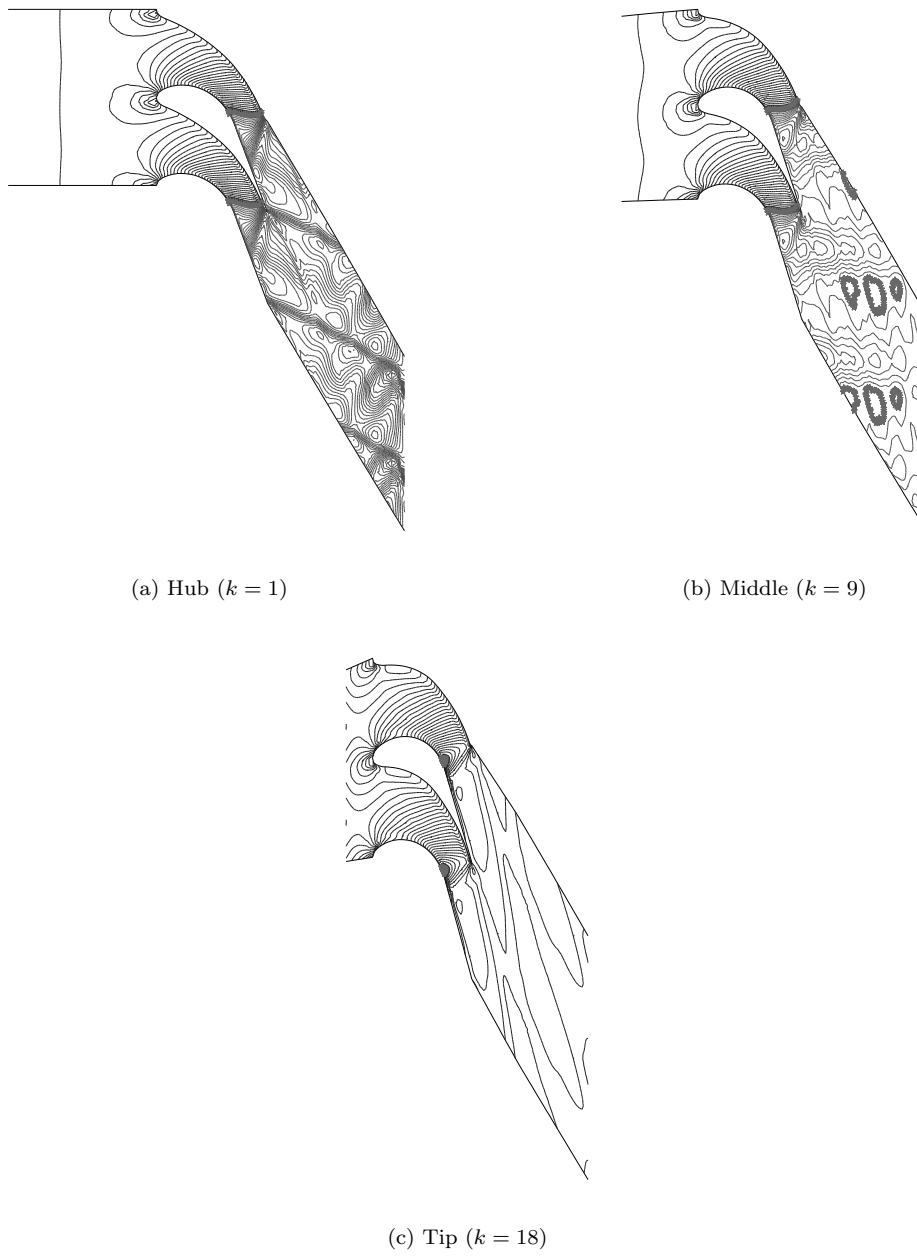 (a) Hub (k = 1)
(b) Middle (k = 9)
(c) Tip (k = 18)